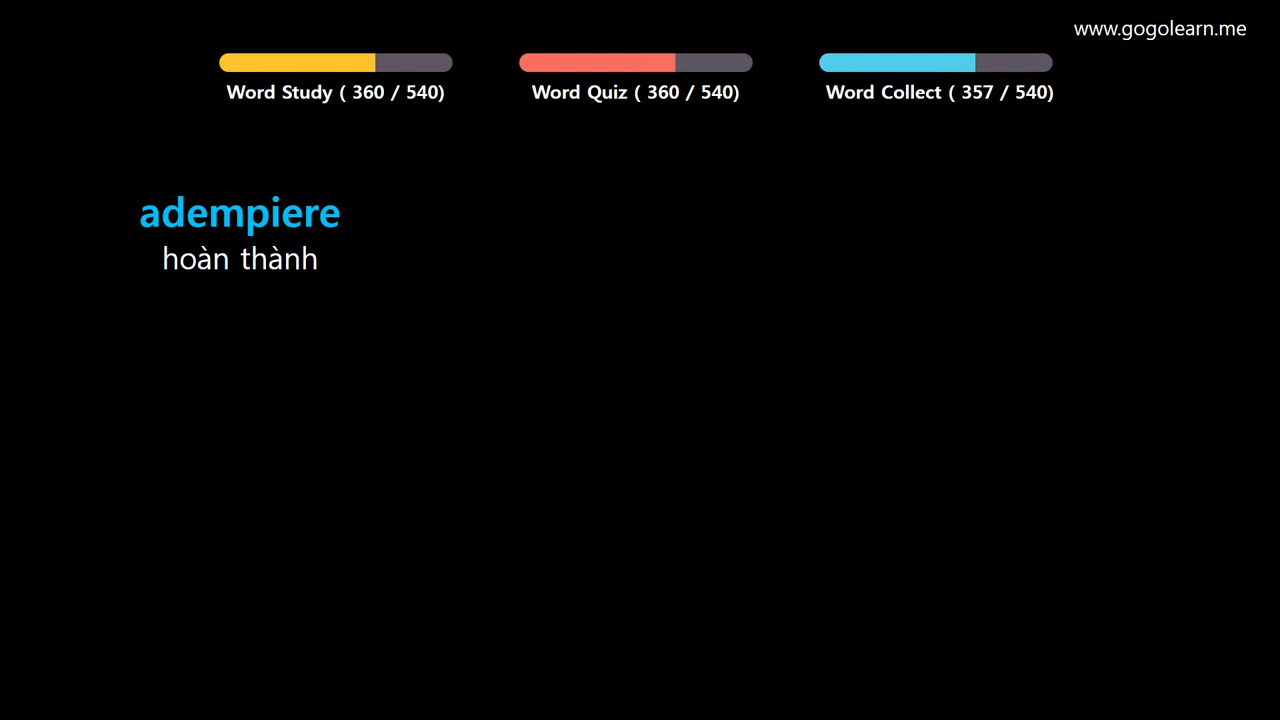 www.gogolearn.me
Word Study ( 360 / 540)
Word Quiz ( 360 / 540)
Word Collect ( 357 / 540)
adempiere
hoàn thành